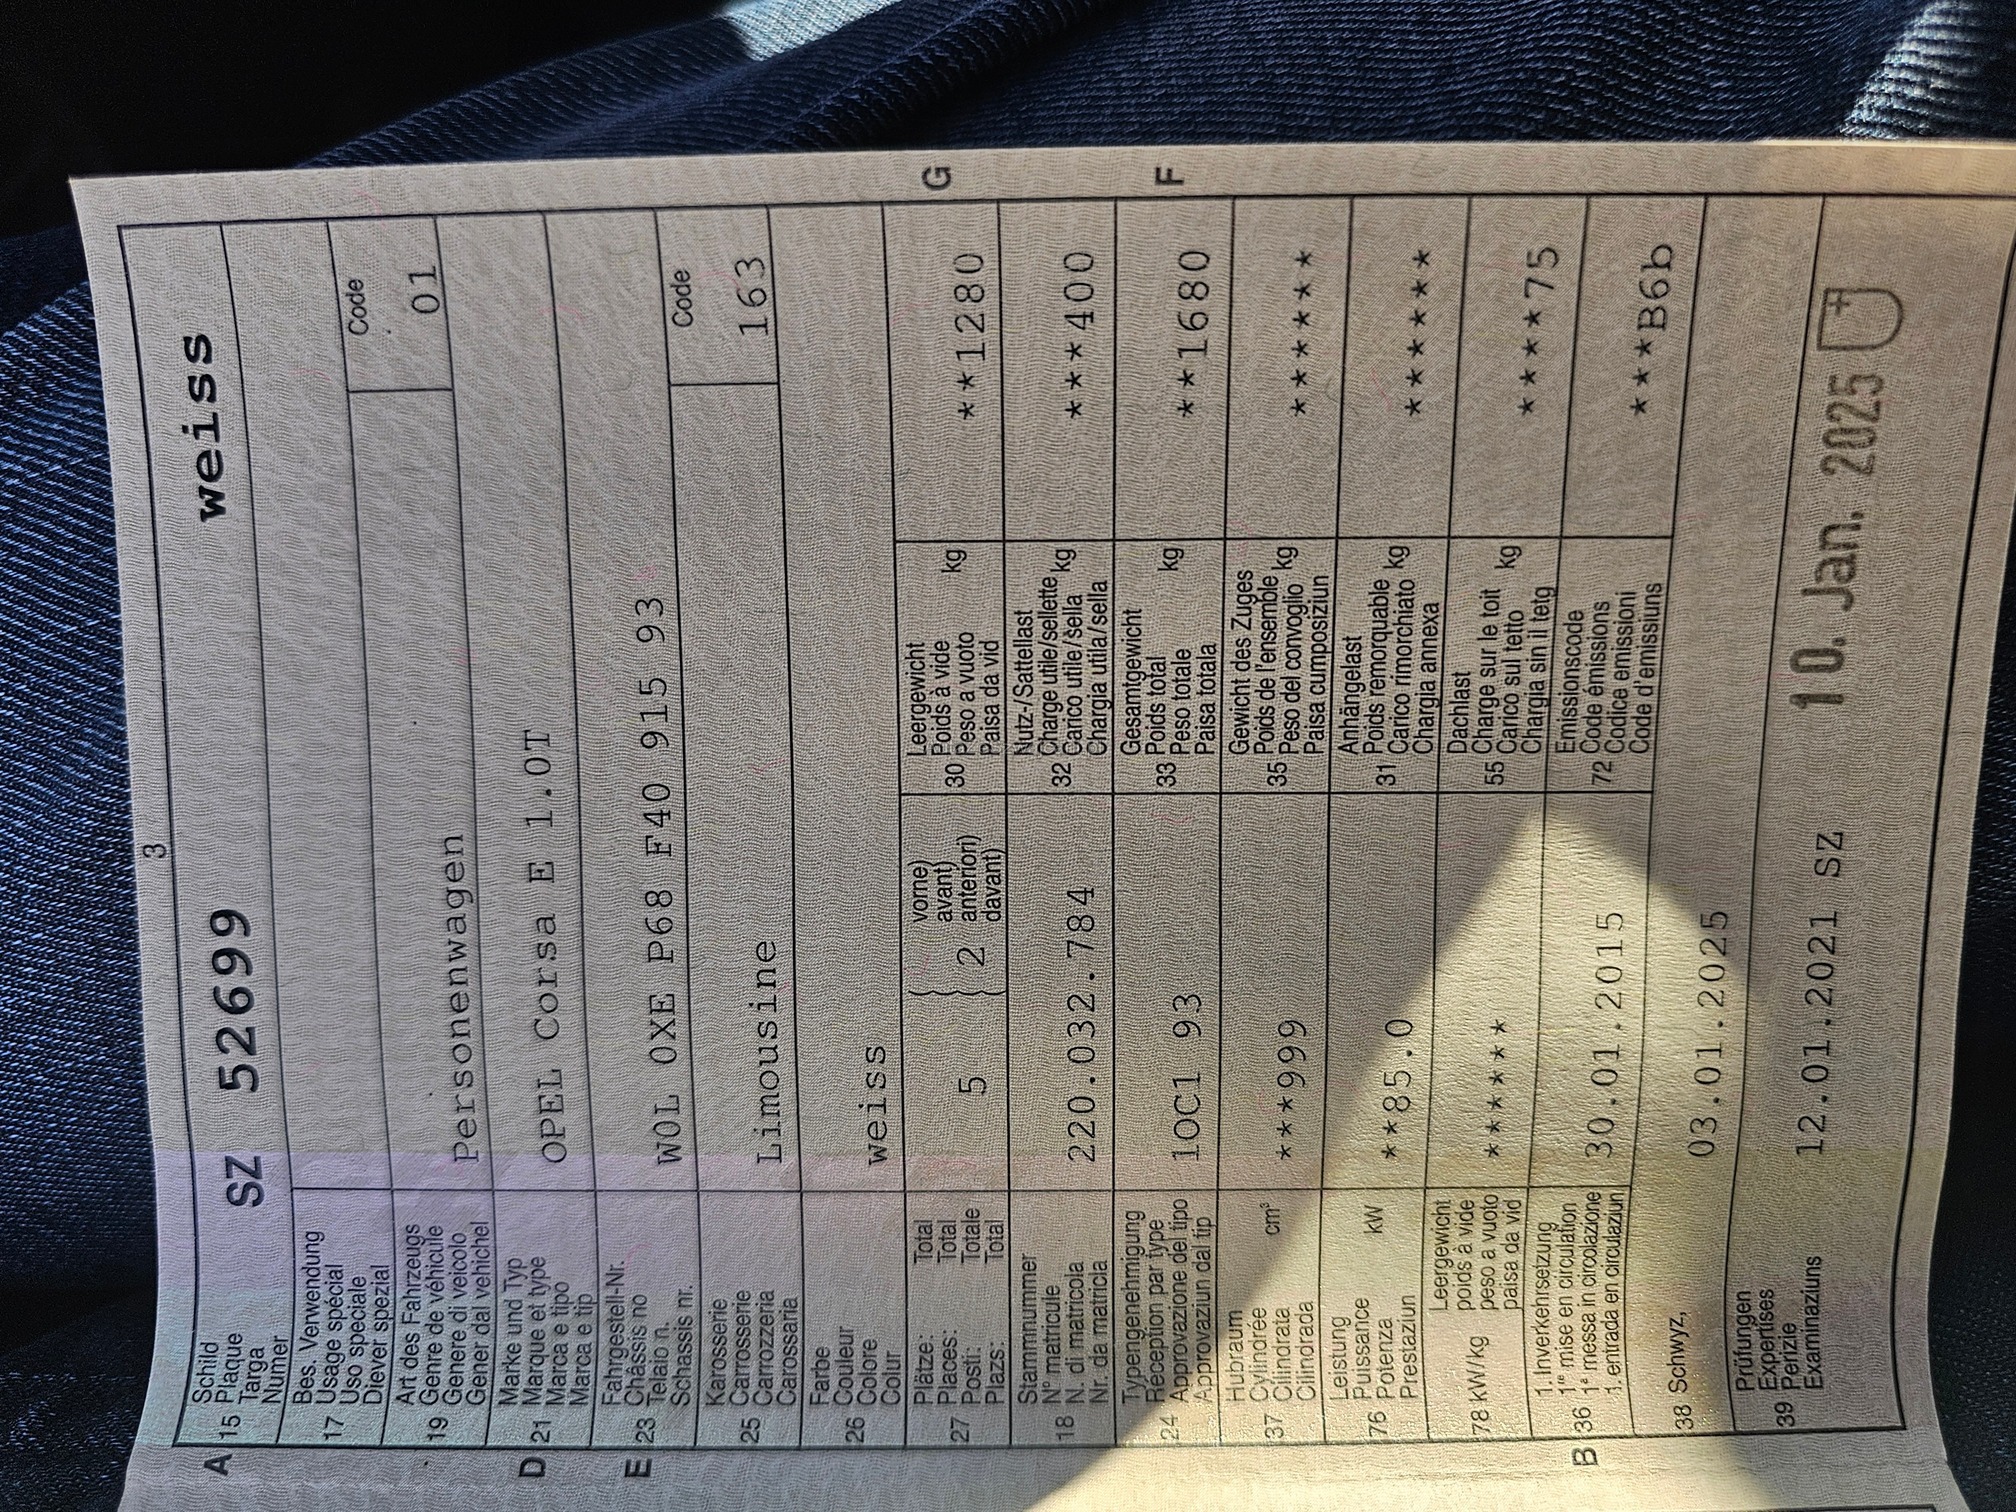 3
A
Schild
15 Plaque
Targa
Numer
SZ 52699 weiss
Bes. Verwendung
17 Usage spécial
Uso speciale
Diever spezial
Art des Fahrzeugs
19 Genre de véhicule
Genere di veicolo
Gener dal vehichel
Personenwagen
Code
01
D
Marke und Typ
21 Marque et type
Marca e tipo
Marca e tip
OPEL Corsa E 1.0T
E
Fahrgestell-Nr.
23 Châssis no
Telaio n.
Schassis nr.
W0L 0XE P68 F40 915 93
Karosserie
25 Carrosserie
Carrozzeria
Carossaria
Limousine
Code
163
Farbe
26 Couleur
Colore
Colur
weiss
Plätze: Total
27 Places: Total
Posti: Totale
Plazs: Total
5
2
vorne)
avant)
anteriori)
davant)
Leergewicht
30 Poids à vide kg
Peso a vuoto
Paisa da vid
**1280
G
Stammnummer
18 N° matricule
N. di matricola
Nr. da matricla
220.032.784
Nutz-/Sattellast
32 Charge utile/sellette kg
Carico utile/sella
Chargia utila/sella
***400
Typengenehmigung
24 Réception par type
Approvazione del tipo
Approvaziun dal tip
1OC1 93
Gesamtgewicht
33 Poids total kg
Peso totale
Paisa totala
**1680
F
Hubraum
37 Cylindrée cm³
Cilindrata
Cilindrada
***999
Gewicht des Zuges
35 Poids de l'ensemble kg
Peso del convoglio
Paisa cumposiziun
*******
Leistung
76 Puissance kW
Potenza
Prestaziun
**85.0
Anhängelast
31 Poids remorquable kg
Carico rimorchiato
Chargia annexa
*******
78 kW/kg
Leergewicht
poids à vide
peso a vuoto
paisa da vid
*******
Dachlast
55 Charge sur le toit kg
Carico sul tetto
Chargia sin il tetg
*****75
B
1. Inverkehrsetzung
36 1re mise en circulation
1a messa in circolazione
1. entrada en circulaziun
30.01.2015
Emissionscode
72 Code émissions
Codice emissioni
Code d'emissiuns
****B6b
38 Schwyz,
03.01.2025
Prüfungen
39 Expertises
Perizie
Examinaziuns
12.01.2021 SZ
10. Jan. 2025